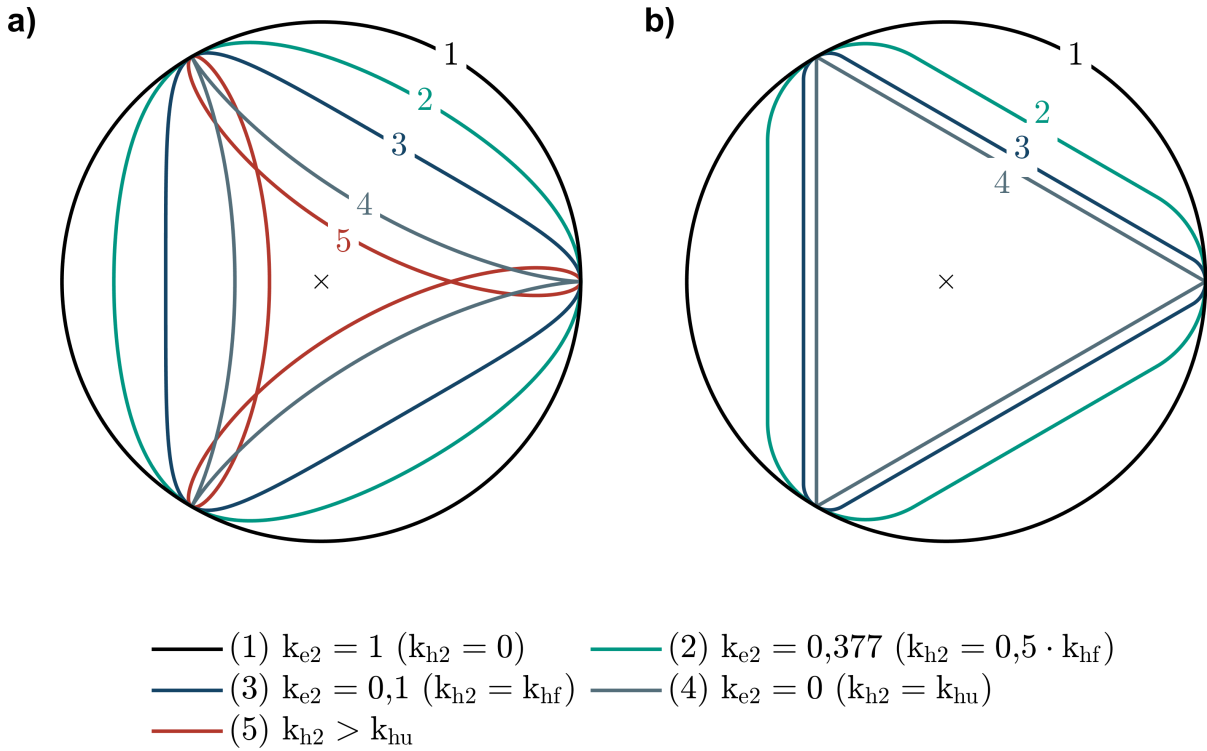 a)
b)
1
2
3
4
5
1
2
3
4
(1) k_e2 = 1 (k_h2 = 0)
(2) k_e2 = 0,377 (k_h2 = 0,5 · k_hf)
(3) k_e2 = 0,1 (k_h2 = k_hf)
(4) k_e2 = 0 (k_h2 = k_hu)
(5) k_h2 > k_hu